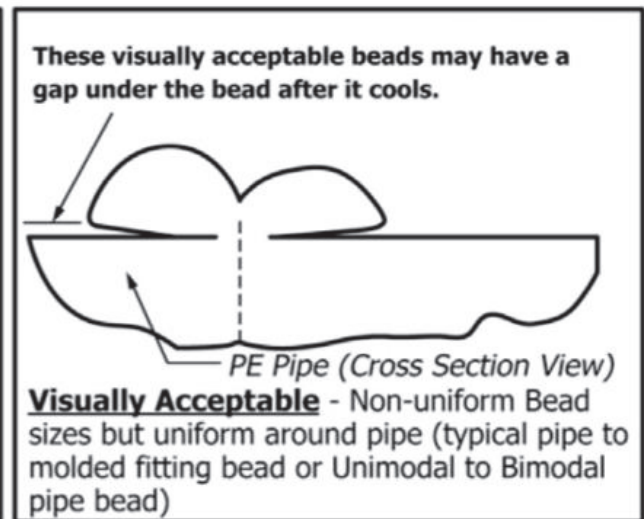 These visually acceptable beads may have a
gap under the bead after it cools.
PE Pipe (Cross Section View)
Visually Acceptable - Non-uniform Bead
sizes but uniform around pipe (typical pipe to
molded fitting bead or Unimodal to Bimodal
pipe bead)